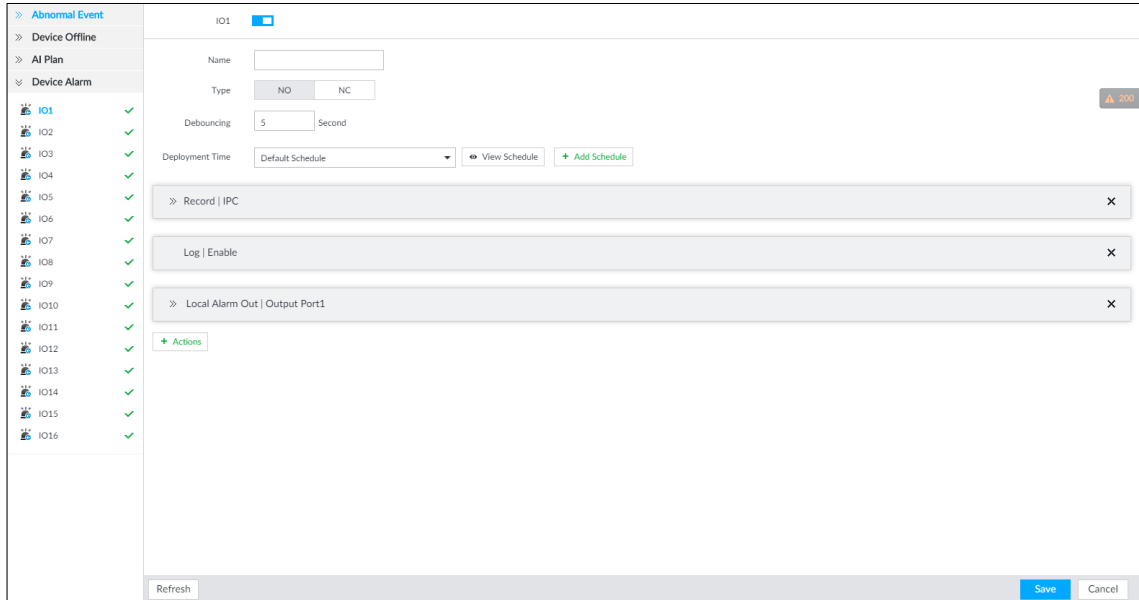 Abnormal Event
Device Offline
AI Plan
Device Alarm
IO1
IO2
IO3
IO4
IO5
IO6
IO7
IO8
IO9
IO10
IO11
IO12
IO13
IO14
IO15
IO16
IO1
Name
Type NO NC
Debouncing 5 Second
Deployment Time Default Schedule View Schedule + Add Schedule
200
Record | IPC
Log | Enable
Local Alarm Out | Output Port1
+ Actions
Refresh Save Cancel